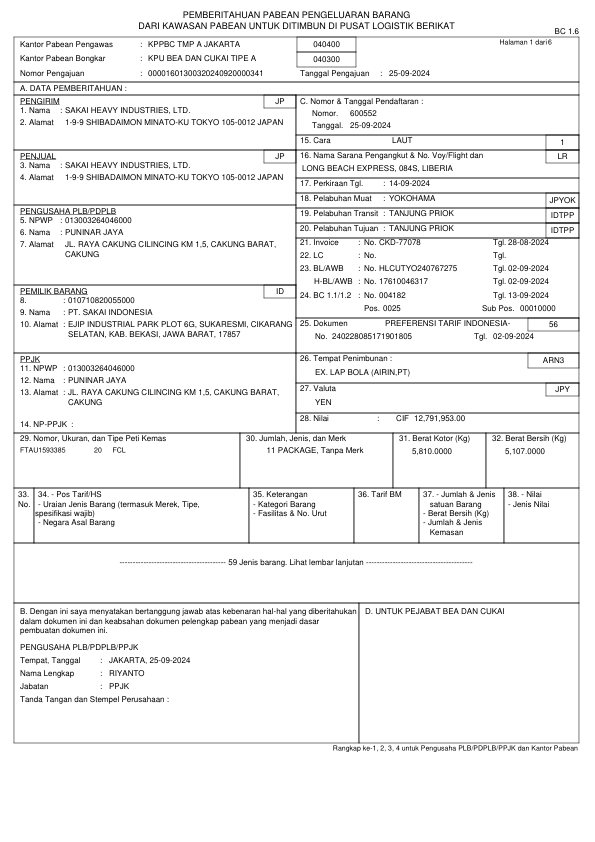 PEMBERITAHUAN PABEAN PENGELUARAN BARANG
DARI KAWASAN PABEAN UNTUK DITIMBUN DI PUSAT LOGISTIK BERIKAT
BC 1.6
Kantor Pabean Pengawas : KPPBC TMP A JAKARTA 040400 Halaman 1 dari6
Kantor Pabean Bongkar : KPU BEA DAN CUKAI TIPE A 040300
Nomor Pengajuan : 00001601300320240920000341 Tanggal Pengajuan : 25-09-2024
A. DATA PEMBERITAHUAN :
PENGIRIM JP
1. Nama : SAKAI HEAVY INDUSTRIES, LTD.
2. Alamat 1-9-9 SHIBADAIMON MINATO-KU TOKYO 105-0012 JAPAN
PENJUAL JP
3. Nama : SAKAI HEAVY INDUSTRIES, LTD.
4. Alamat 1-9-9 SHIBADAIMON MINATO-KU TOKYO 105-0012 JAPAN
PENGUSAHA PLB/PDPLB
5. NPWP : 013003264046000
6. Nama : PUNINAR JAYA
7. Alamat JL. RAYA CAKUNG CILINCING KM 1,5, CAKUNG BARAT,
CAKUNG
PEMILIK BARANG ID
8. : 010710820055000
9. Nama : PT. SAKAI INDONESIA
10. Alamat : EJIP INDUSTRIAL PARK PLOT 6G, SUKARESMI, CIKARANG
SELATAN, KAB. BEKASI, JAWA BARAT, 17857
PPJK
11. NPWP : 013003264046000
12. Nama : PUNINAR JAYA
13. Alamat : JL. RAYA CAKUNG CILINCING KM 1,5, CAKUNG BARAT,
CAKUNG
14. NP-PPJK :
C. Nomor & Tanggal Pendaftaran :
Nomor. 600552
Tanggal. 25-09-2024
15. Cara LAUT 1
16. Nama Sarana Pengangkut & No. Voy/Flight dan LR
LONG BEACH EXPRESS, 084S, LIBERIA
17. Perkiraan Tgl. : 14-09-2024
18. Pelabuhan Muat : YOKOHAMA JPYOK
19. Pelabuhan Transit : TANJUNG PRIOK IDTPP
20. Pelabuhan Tujuan : TANJUNG PRIOK IDTPP
21. Invoice : No. CKD-77078 Tgl. 28-08-2024
22. LC : No. Tgl.
23. BL/AWB : No. HLCUTYO240767275 Tgl. 02-09-2024
H-BL/AWB : No. 17610046317 Tgl. 02-09-2024
24. BC 1.1/1.2 : No. 004182 Tgl. 13-09-2024
Pos. 0025 Sub Pos. 00010000
25. Dokumen PREFERENSI TARIF INDONESIA- 56
No. 240228085171901805 Tgl. 02-09-2024
26. Tempat Penimbunan : ARN3
EX. LAP BOLA (AIRIN,PT)
27. Valuta JPY
YEN
28. Nilai : CIF 12,791,953.00
29. Nomor, Ukuran, dan Tipe Peti Kemas
FTAU1593385 20 FCL
30. Jumlah, Jenis, dan Merk
11 PACKAGE, Tanpa Merk
31. Berat Kotor (Kg)
5,810.0000
32. Berat Bersih (Kg)
5,107.0000
33.
No.
34. - Pos Tarif/HS
- Uraian Jenis Barang (termasuk Merek, Tipe,
spesifikasi wajib)
- Negara Asal Barang
35. Keterangan
- Kategori Barang
- Fasilitas & No. Urut
36. Tarif BM
37. - Jumlah & Jenis
satuan Barang
- Berat Bersih (Kg)
- Jumlah & Jenis
Kemasan
38. - Nilai
- Jenis Nilai
------------------------------------- 59 Jenis barang. Lihat lembar lanjutan -------------------------------------
B. Dengan ini saya menyatakan bertanggung jawab atas kebenaran hal-hal yang diberitahukan
dalam dokumen ini dan keabsahan dokumen pelengkap pabean yang menjadi dasar
pembuatan dokumen ini.
PENGUSAHA PLB/PDPLB/PPJK
Tempat, Tanggal : JAKARTA, 25-09-2024
Nama Lengkap : RIYANTO
Jabatan : PPJK
Tanda Tangan dan Stempel Perusahaan :
D. UNTUK PEJABAT BEA DAN CUKAI
Rangkap ke-1, 2, 3, 4 untuk Pengusaha PLB/PDPLB/PPJK dan Kantor Pabean